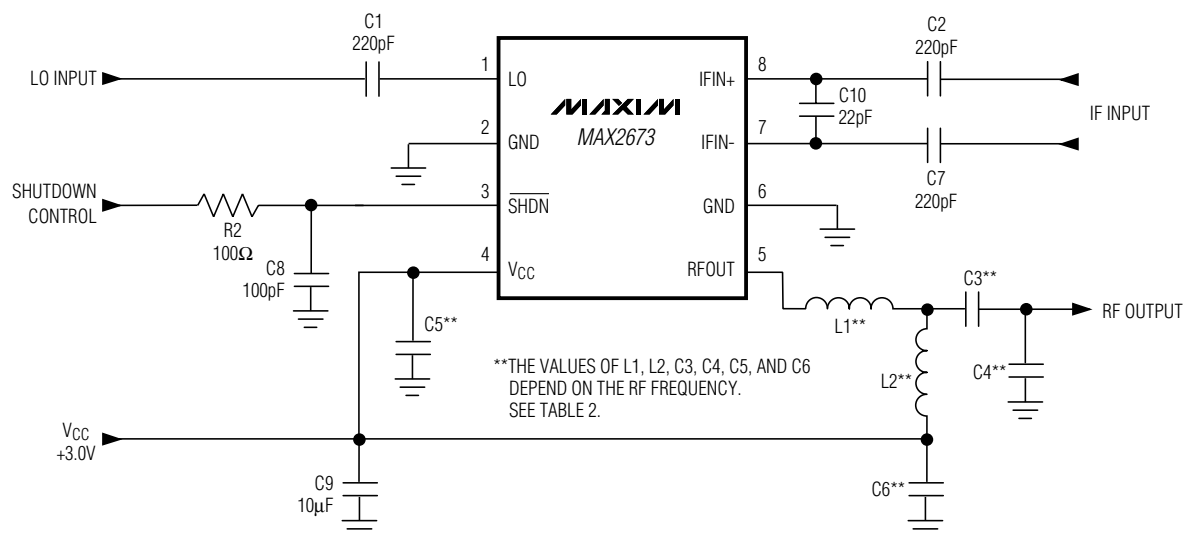 C1
220pF
LO INPUT
1
LO
MAXIM
MAX2673
IFIN+
8
C2
220pF
C10
22pF
IF INPUT
2
GND
IFIN-
7
C7
220pF
SHUTDOWN
CONTROL
R2
100Ω
3
SHDN
GND
6
C8
100pF
4
VCC
RFOUT
5
C5**
L1**
C3**
RF OUTPUT
L2**
C4**
**THE VALUES OF L1, L2, C3, C4, C5, AND C6
DEPEND ON THE RF FREQUENCY.
SEE TABLE 2.
VCC
+3.0V
C9
10μF
C6**